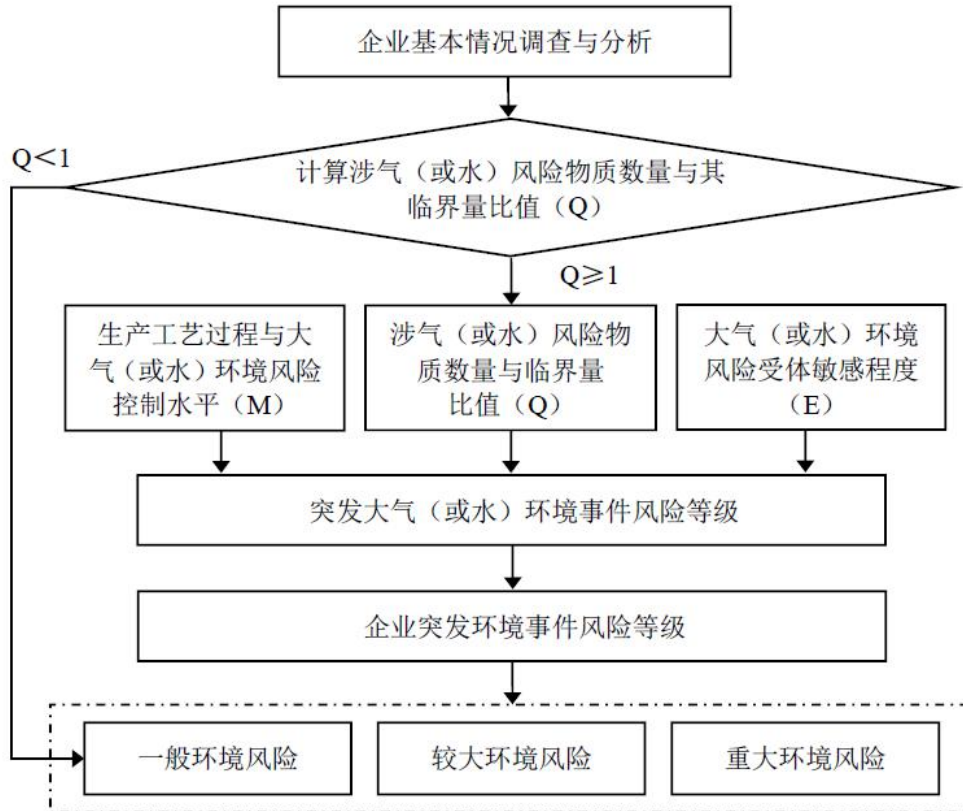 企业基本情况调查与分析
Q＜1
计算涉气（或水）风险物质数量与其
临界量比值（Q）
Q≥1
生产工艺过程与大
气（或水）环境风险
控制水平（M）
涉气（或水）风险物
质数量与临界量
比值（Q）
大气（或水）环境
风险受体敏感程度
（E）
突发大气（或水）环境事件风险等级
企业突发环境事件风险等级
一般环境风险
较大环境风险
重大环境风险